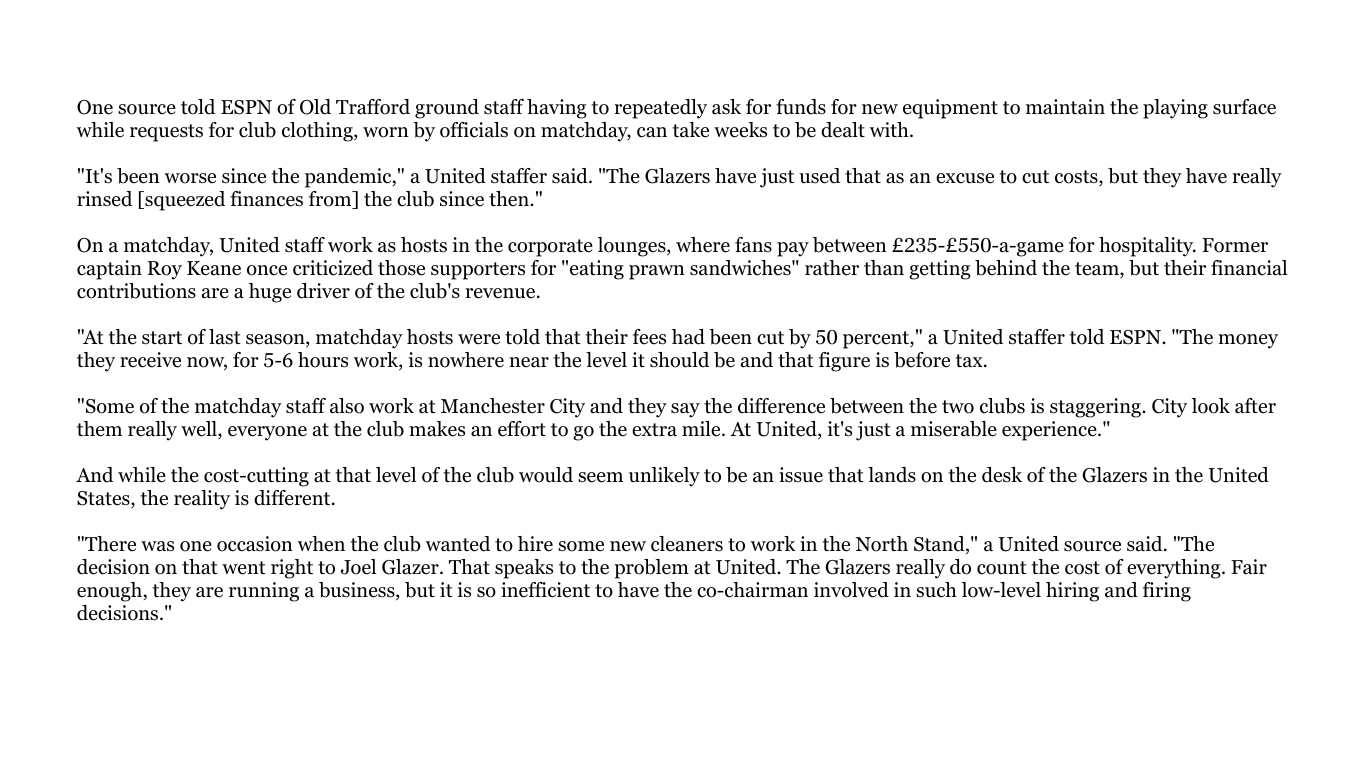 One source told ESPN of Old Trafford ground staff having to repeatedly ask for funds for new equipment to maintain the playing surface
while requests for club clothing, worn by officials on matchday, can take weeks to be dealt with.
"It's been worse since the pandemic," a United staffer said. "The Glazers have just used that as an excuse to cut costs, but they have really
rinsed [squeezed finances from] the club since then."
On a matchday, United staff work as hosts in the corporate lounges, where fans pay between £235-£550-a-game for hospitality. Former
captain Roy Keane once criticized those supporters for "eating prawn sandwiches" rather than getting behind the team, but their financial
contributions are a huge driver of the club's revenue.
"At the start of last season, matchday hosts were told that their fees had been cut by 50 percent," a United staffer told ESPN. "The money
they receive now, for 5-6 hours work, is nowhere near the level it should be and that figure is before tax.
"Some of the matchday staff also work at Manchester City and they say the difference between the two clubs is staggering. City look after
them really well, everyone at the club makes an effort to go the extra mile. At United, it's just a miserable experience."
And while the cost-cutting at that level of the club would seem unlikely to be an issue that lands on the desk of the Glazers in the United
States, the reality is different.
"There was one occasion when the club wanted to hire some new cleaners to work in the North Stand," a United source said. "The
decision on that went right to Joel Glazer. That speaks to the problem at United. The Glazers really do count the cost of everything. Fair
enough, they are running a business, but it is so inefficient to have the co-chairman involved in such low-level hiring and firing
decisions."